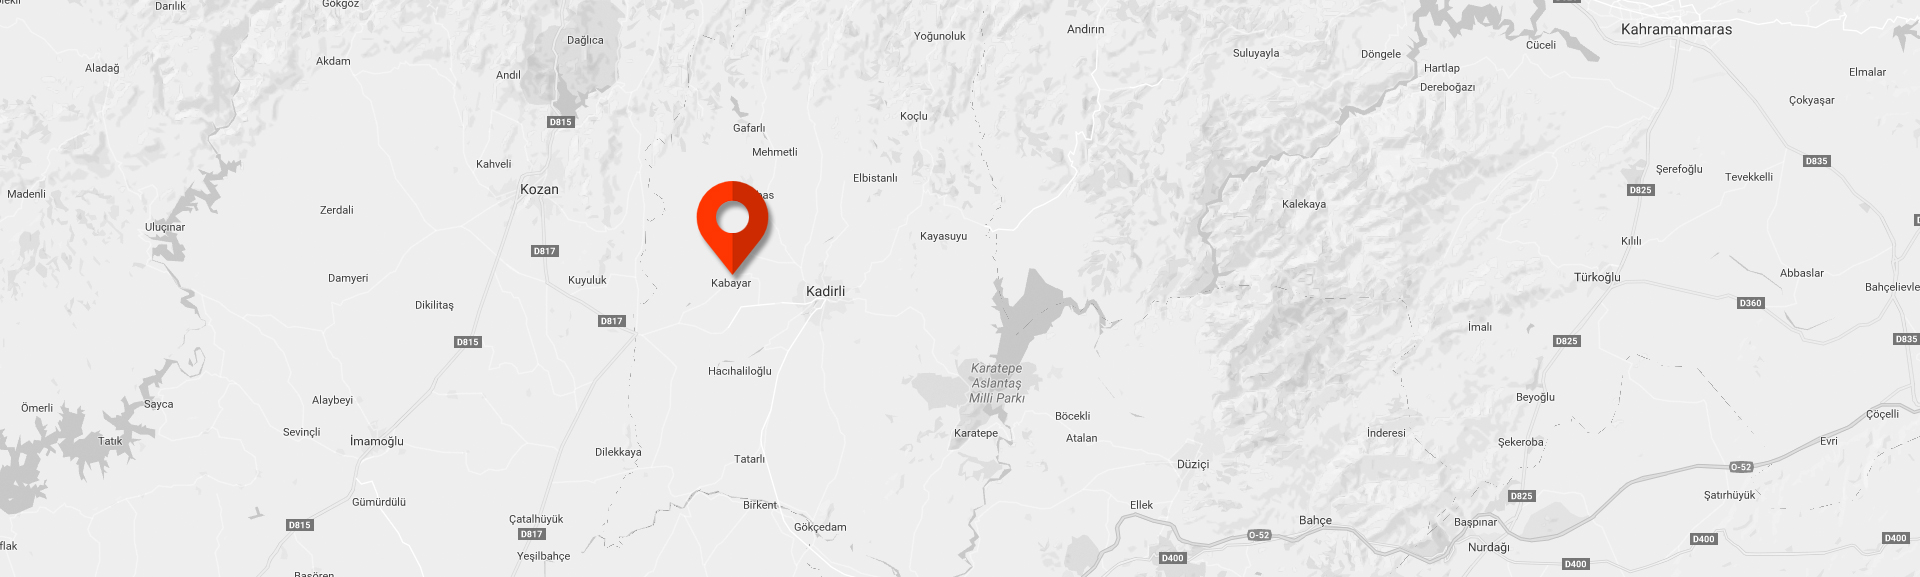 Darılık
Gökgöz
Dağlıca
Yoğunoluk
Andırın
Kahramanmaras
Suluyayla
Döngele
Cüceli
Aladağ
Akdam
Andıl
Hartlap
Dereboğazı
Elmalar
Çokyaşar
Koçlu
D815
Gafarlı
Mehmetli
Kahveli
D835
Şerefoğlu
Tevekkelli
Elbistanlı
Kozan
D825
Madenli
Zerdali
Kalekaya
Uluçınar
Kayasuyu
Kılılı
D817
Damyeri
Kuyuluk
Kabayar
Kadirli
Türkoğlu
Abbaslar
Bahçelievle
Dikilitaş
D360
D817
İmalı
D815
D825
D835
Hacıhaliloğlu
Karatepe
Aslantaş
Milli Parkı
Alaybeyi
Beyoğlu
Ömerli
Sayca
Böcekli
Çöçelli
Sevinçli
İmamoğlu
Tatık
Karatepe
Atalan
İnderesi
Şekeroba
Evri
Dilekkaya
Tatarlı
Düziçi
O-52
Gümürdülü
Birkent
Ellek
D825
Şatırhüyük
D815
Çatalhüyük
Gökçedam
Bahçe
Başpınar
D817
O-52
D400
D400
flak
Yeşilbahçe
D400
Nurdağı
D400
Başören